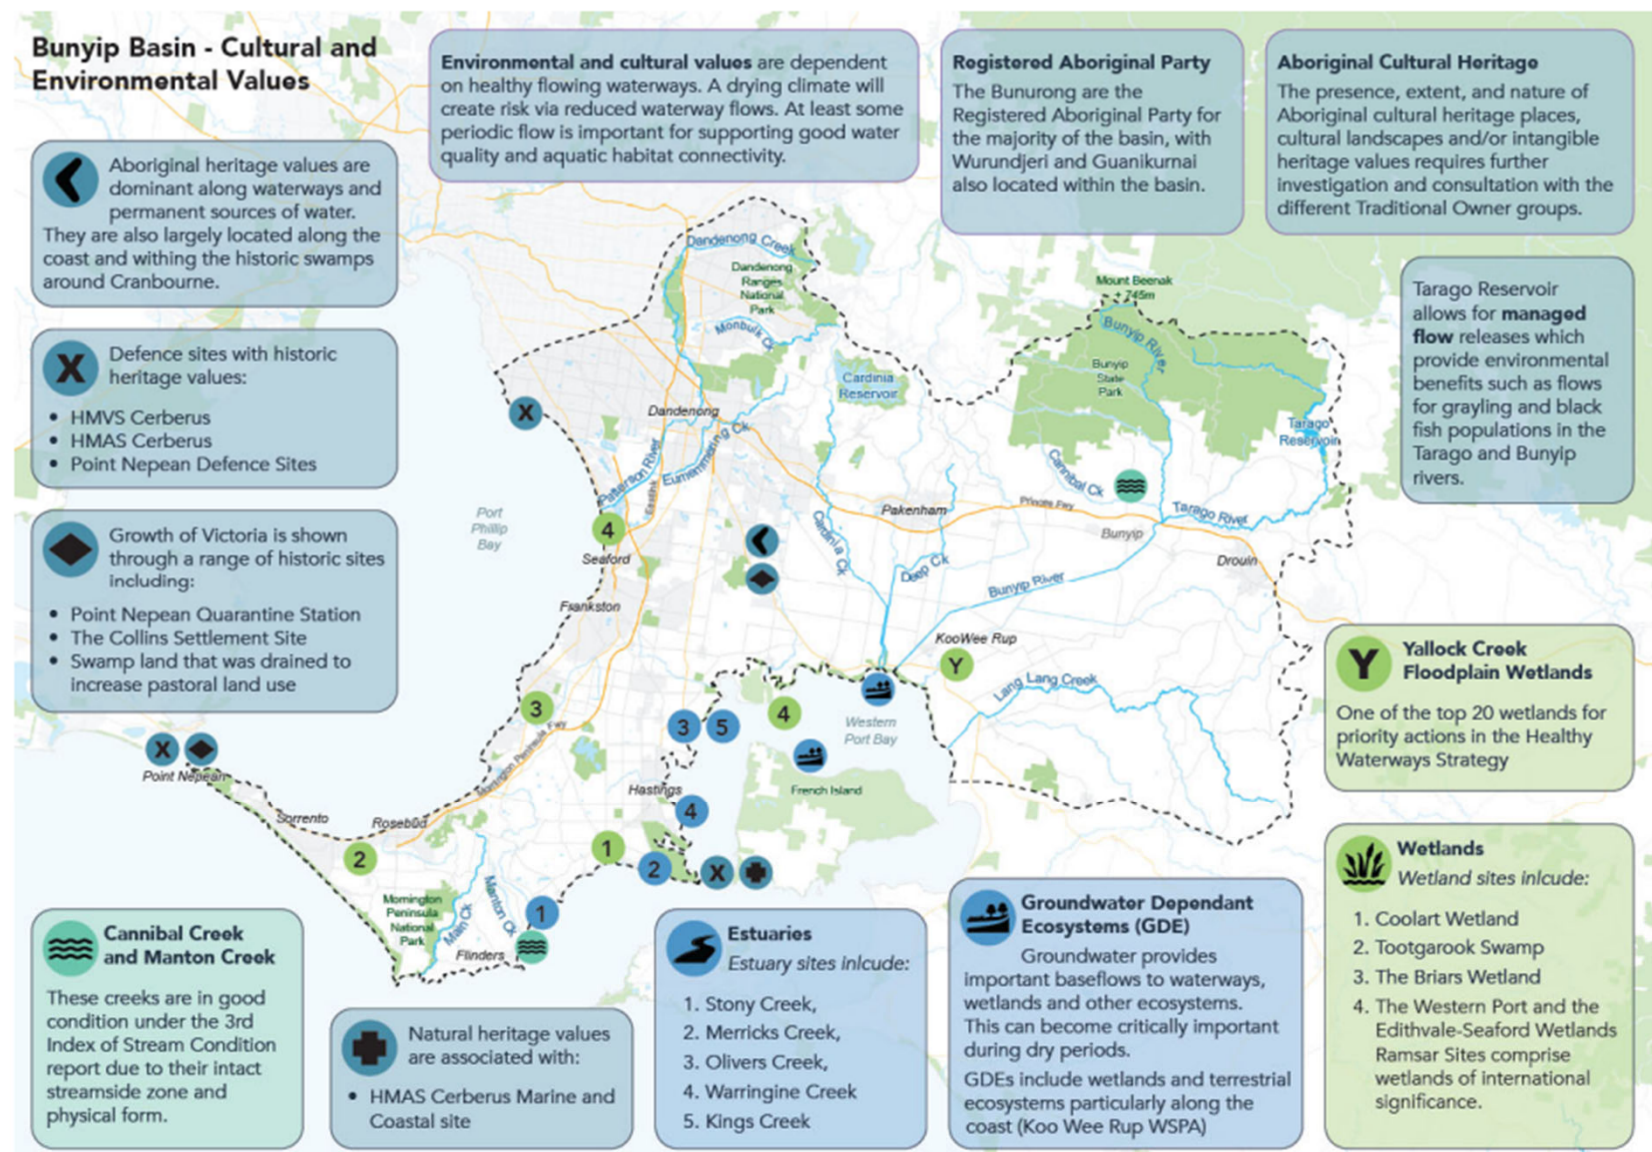 Bunyip Basin - Cultural and
Environmental Values
Environmental and cultural values are dependent
on healthy flowing waterways. A drying climate will
create risk via reduced waterway flows. At least some
periodic flow is important for supporting good water
quality and aquatic habitat connectivity.
Registered Aboriginal Party
The Bunurong are the
Registered Aboriginal Party for
the majority of the basin, with
Wurundjeri and Guanikurnai
also located within the basin.
Aboriginal Cultural Heritage
The presence, extent, and nature of
Aboriginal cultural heritage places,
cultural landscapes and/or intangible
heritage values requires further
investigation and consultation with the
different Traditional Owner groups.
Aboriginal heritage values are
dominant along waterways and
permanent sources of water.
They are also largely located along the
coast and withing the historic swamps
around Cranbourne.
X
Defence sites with historic
heritage values:
• HMVS Cerberus
• HMAS Cerberus
• Point Nepean Defence Sites
Growth of Victoria is shown
through a range of historic sites
including:
• Point Nepean Quarantine Station
• The Collins Settlement Site
• Swamp land that was drained to
increase pastoral land use
Tarago Reservoir
allows for managed
flow releases which
provide environmental
benefits such as flows
for grayling and black
fish populations in the
Tarago and Bunyip
rivers.
Dandenong Creek
Dandenong
Ranges
National
Park
Monbulk Ck
Mount Beenak
+ 745m
Bunyip River
Bunyip
State
Park
Cardinia
Reservoir
Tarago
Reservoir
X
Dandenong
Eumemmerring Ck
Patterson River
Eastlink
Cannibal Ck
Port
Phillip
Bay
4
Seaford
Cardinia Ck
Pakenham
Princes Fwy
Tarago River
Bunyip
Drouin
Deep Ck
Bunyip River
Frankston
KooWee Rup
Y
Lang Lang Creek
3
3
5
4
Western
Port Bay
Mornington Peninsula Fwy
X
Point Nepean
Hastings
French Island
4
Sorrento
Rosebud
2
1
2
X
Mornington
Peninsula
National
Park
Main Ck
Manton Ck
1
Flinders
Y
Yallock Creek
Floodplain Wetlands
One of the top 20 wetlands for
priority actions in the Healthy
Waterways Strategy
Wetlands
Wetland sites inlcude:
1. Coolart Wetland
2. Tootgarook Swamp
3. The Briars Wetland
4. The Western Port and the
Edithvale-Seaford Wetlands
Ramsar Sites comprise
wetlands of international
significance.
Cannibal Creek
and Manton Creek
These creeks are in good
condition under the 3rd
Index of Stream Condition
report due to their intact
streamside zone and
physical form.
Natural heritage values
are associated with:
• HMAS Cerberus Marine and
Coastal site
Estuaries
Estuary sites inlcude:
1. Stony Creek,
2. Merricks Creek,
3. Olivers Creek,
4. Warringine Creek
5. Kings Creek
Groundwater Dependant
Ecosystems (GDE)
Groundwater provides
important baseflows to waterways,
wetlands and other ecosystems.
This can become critically important
during dry periods.
GDEs include wetlands and terrestrial
ecosystems particularly along the
coast (Koo Wee Rup WSPA)